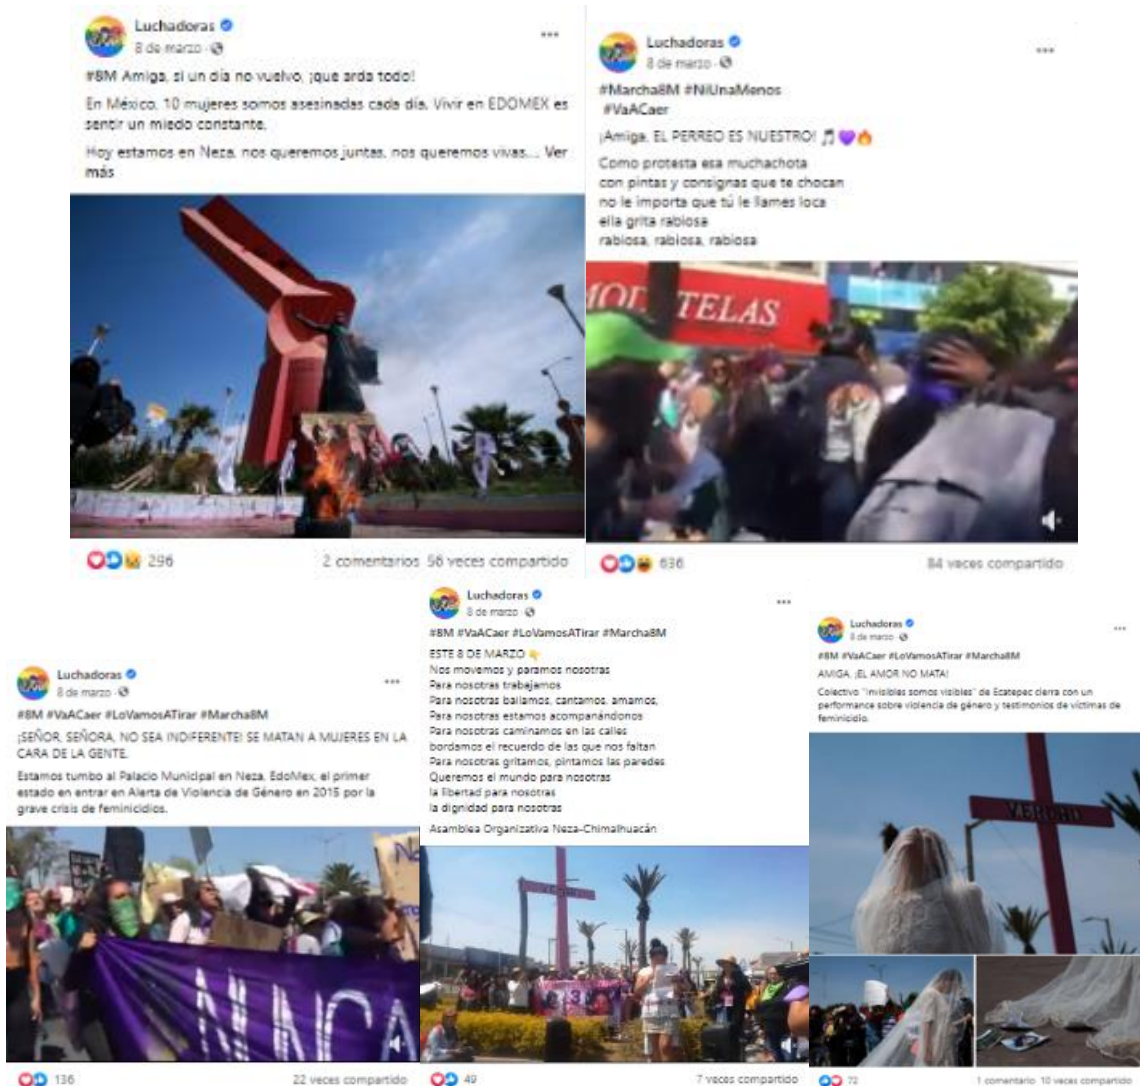 Luchadoras
8 de marzo
#8M Amiga, si un día no vuelvo, ¡que arda todo!
En México, 10 mujeres somos asesinadas cada día. Vivir en EDOMEX es
sentir un miedo constante.
Hoy estamos en Neza, nos queremos juntas, nos queremos vivas.... Ver
más
296
2 comentarios 56 veces compartido
Luchadoras
8 de marzo
#Marcha8M #NiUnaMenos
#VaACaer
¡Amiga, EL PERREO ES NUESTRO! 🎵💜🔥
Como protesta esa muchachota
con pintas y consignas que te chocan
no le importa que tú le llames loca
ella grita rabiosa
rabiosa, rabiosa, rabiosa
TELAS
636
84 veces compartido
Luchadoras
8 de marzo
#8M #VaACaer #LoVamosATirar #Marcha8M
¡SEÑOR, SEÑORA, NO SEA INDIFERENTE! SE MATAN A MUJERES EN LA
CARA DE LA GENTE.
Estamos tumbo al Palacio Municipal en Neza, EdoMex, el primer
estado en entrar en Alerta de Violencia de Género en 2015 por la
grave crisis de feminicidios.
NUNCA
136
22 veces compartido
Luchadoras
8 de marzo
#8M #VaACaer #LoVamosATirar #Marcha8M
ESTE 8 DE MARZO 👇
Nos movemos y paramos nosotras
Para nosotras trabajamos
Para nosotras bailamos, cantamos, amamos,
Para nosotras estamos acompañándonos
Para nosotras caminamos en las calles
bordamos el recuerdo de las que nos faltan
Para nosotras gritamos, pintamos las paredes
Queremos el mundo para nosotras
la libertad para nosotras
la dignidad para nosotras
Asamblea Organizativa Neza-Chimalhuacán
49
7 veces compartido
Luchadoras
8 de marzo
#8M #VaACaer #LoVamosATirar #Marcha8M
AMIGA, ¡EL AMOR NO MATA!
Colectivo "Invisibles somos visibles" de Ecatepec cierra con un
performance sobre violencia de género y testimonios de víctimas de
feminicidio.
72
1 comentario 10 veces compartido